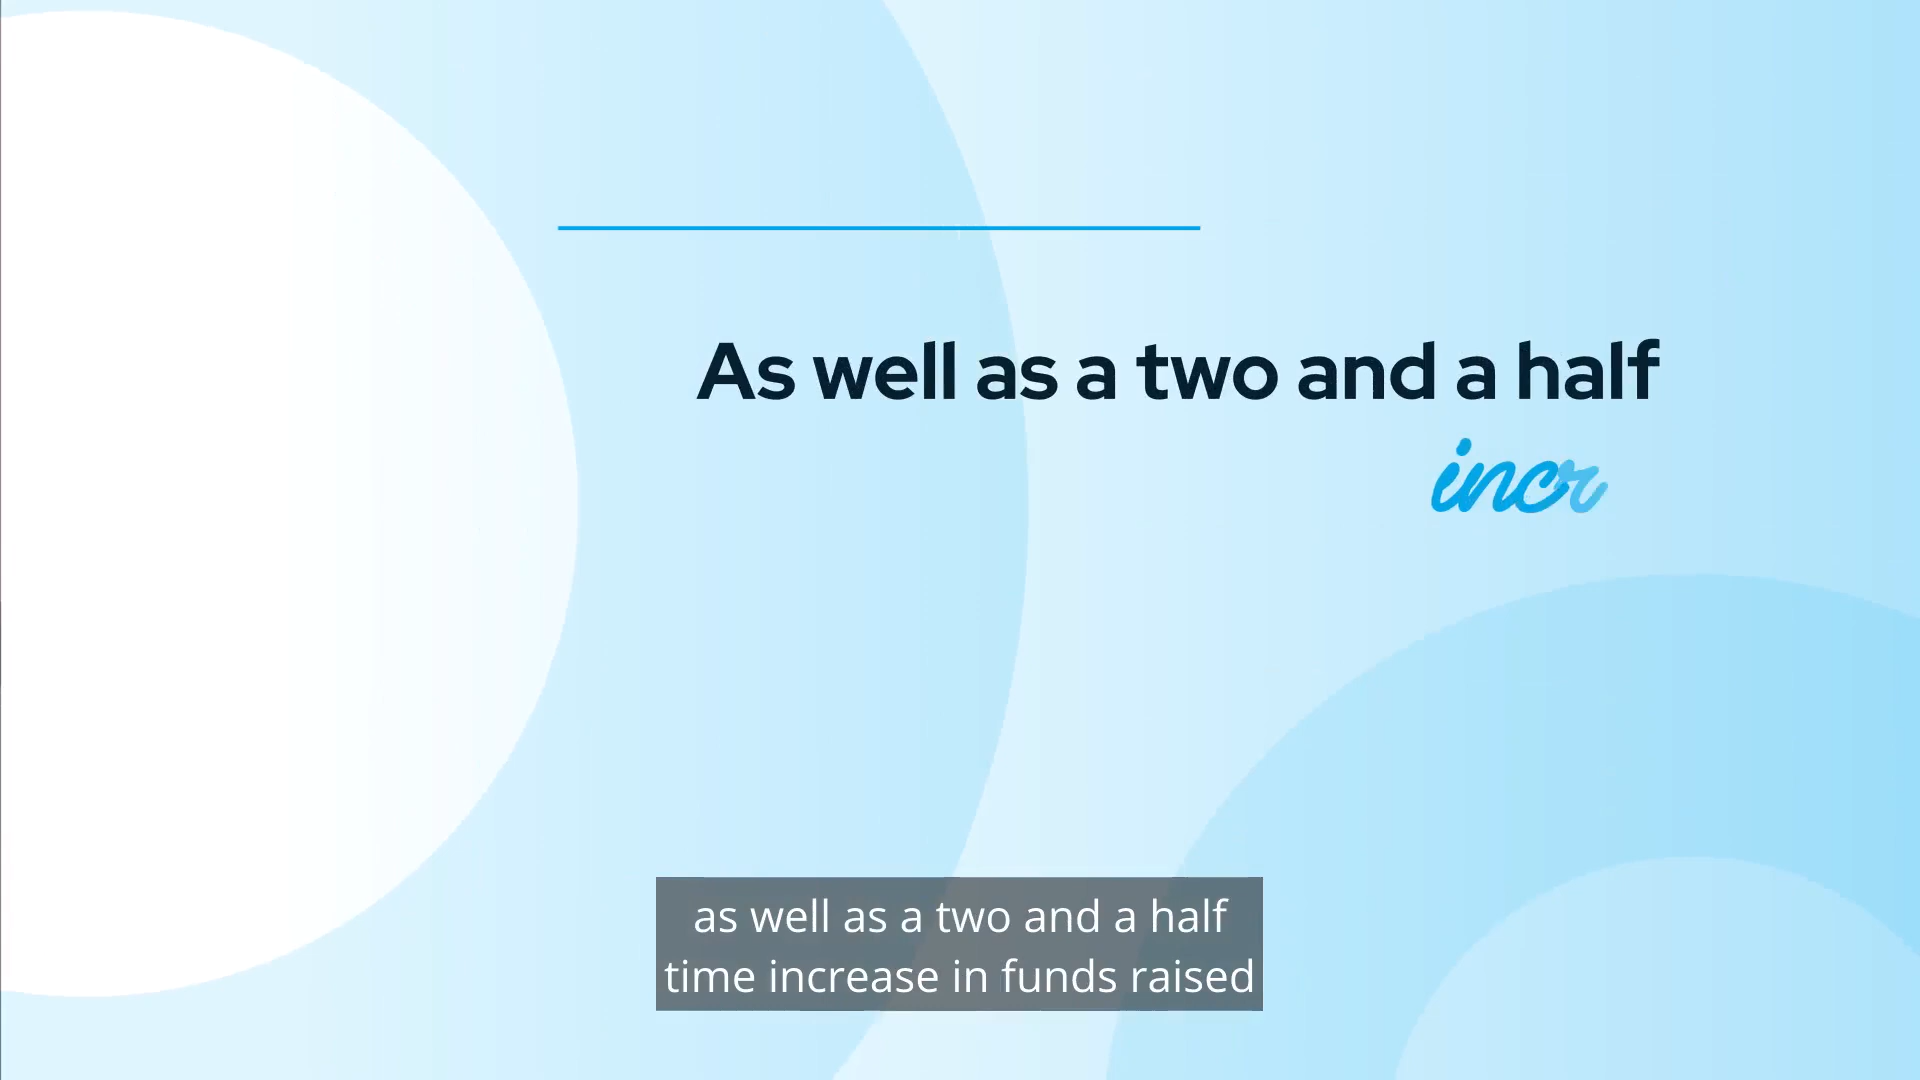 As well as a two and a half
incr
as well as a two and a half
time increase in funds raised